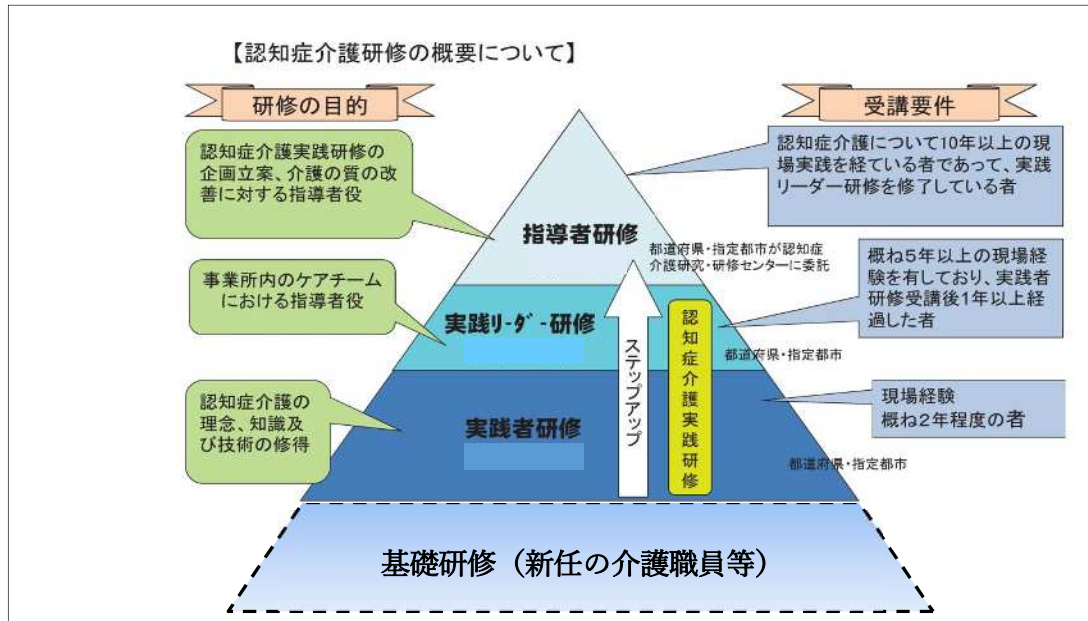 【認知症介護研修の概要について】
研修の目的
受講要件
認知症介護実践研修の
企画立案、介護の質の改
善に対する指導者役
認知症介護について10年以上の現
場実践を経ている者であって、実践
リーダー研修を修了している者
指導者研修
都道府県・指定都市が認知症
介護研究・研修センターに委託
事業所内のケアチーム
における指導者役
概ね5年以上の現場経
験を有しており、実践者
研修受講後1年以上経
過した者
実践ﾘｰﾀﾞｰ研修
都道府県・指定都市
ステップアップ
認知症介護実践研修
認知症介護の
理念、知識及
び技術の修得
実践者研修
現場経験
概ね2年程度の者
都道府県・指定都市
基礎研修（新任の介護職員等）